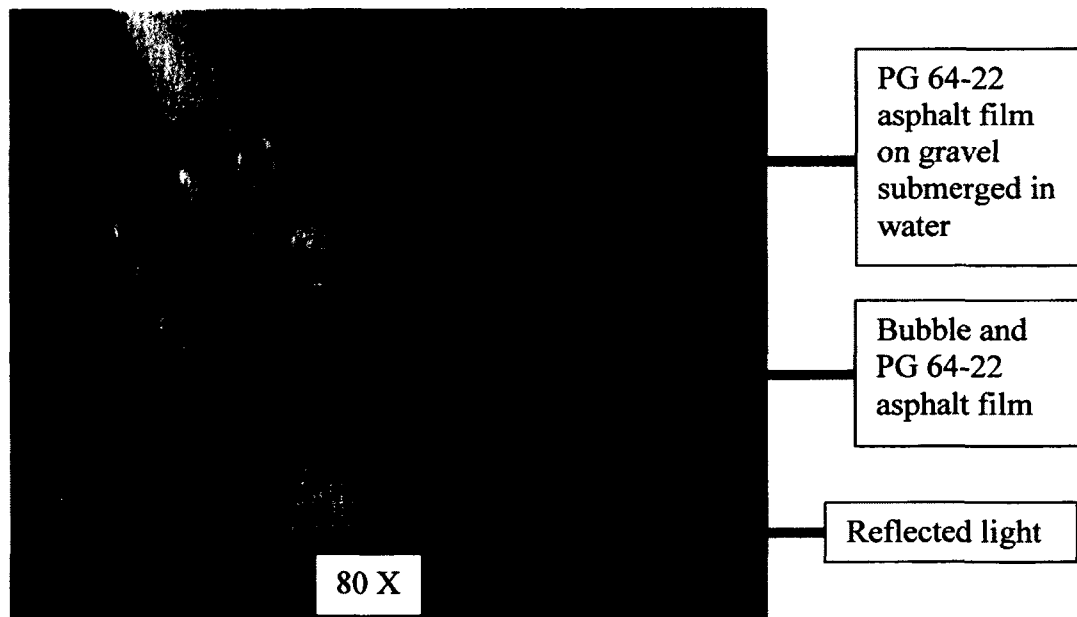 PG 64-22
asphalt film
on gravel
submerged in
water
Bubble and
PG 64-22
asphalt film
Reflected light
80 X